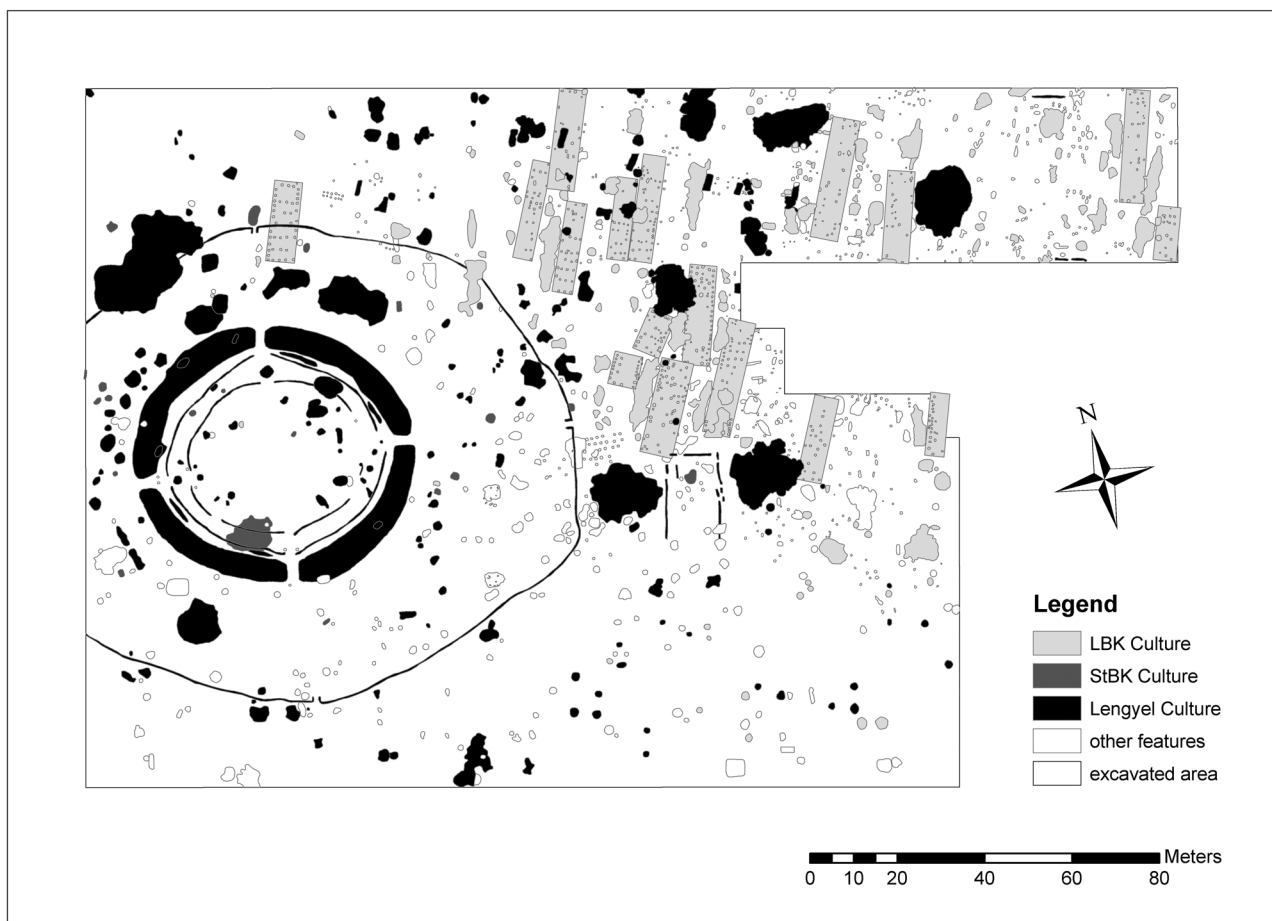 N
Legend
LBK Culture
StBK Culture
Lengyel Culture
other features
excavated area
Meters
0 10 20 40 60 80